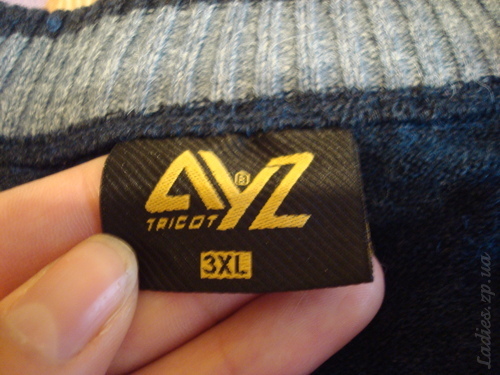 AYZ
TRICOT
3XL
Ladies.zp.ua